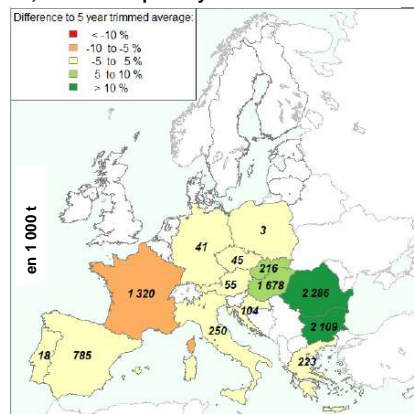 Difference to 5 year trimmed average:
< -10 %
-10 to -5 %
-5 to 5 %
5 to 10 %
> 10 %
en 1 000 t
3
41
45
216
55
1 678
2 286
1 320
104
2 109
250
18
785
223